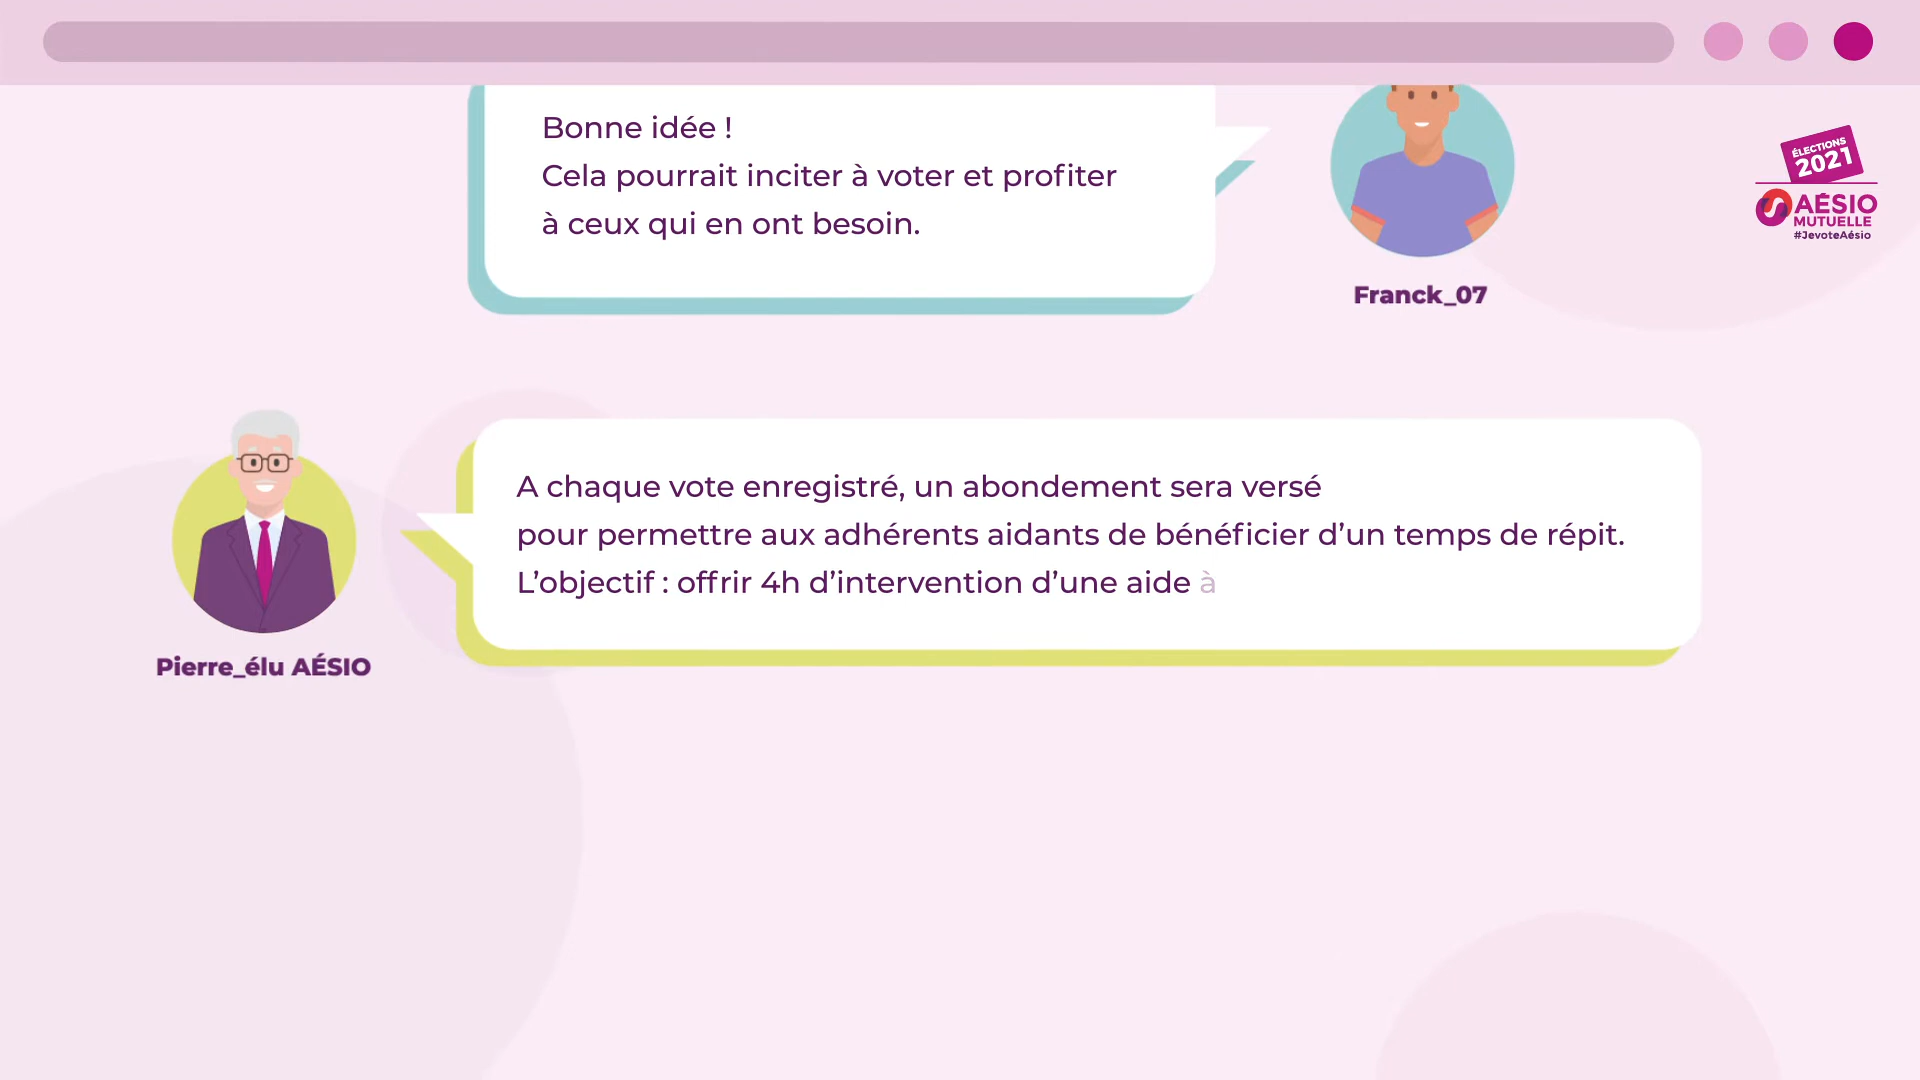 Bonne idée !
Cela pourrait inciter à voter et profiter
à ceux qui en ont besoin.
Franck_07
ÉLECTIONS
2021
AÉSIO
MUTUELLE
#JevoteAésio
A chaque vote enregistré, un abondement sera versé
pour permettre aux adhérents aidants de bénéficier d’un temps de répit.
L’objectif : offrir 4h d’intervention d’une aide à
Pierre_élu AÉSIO